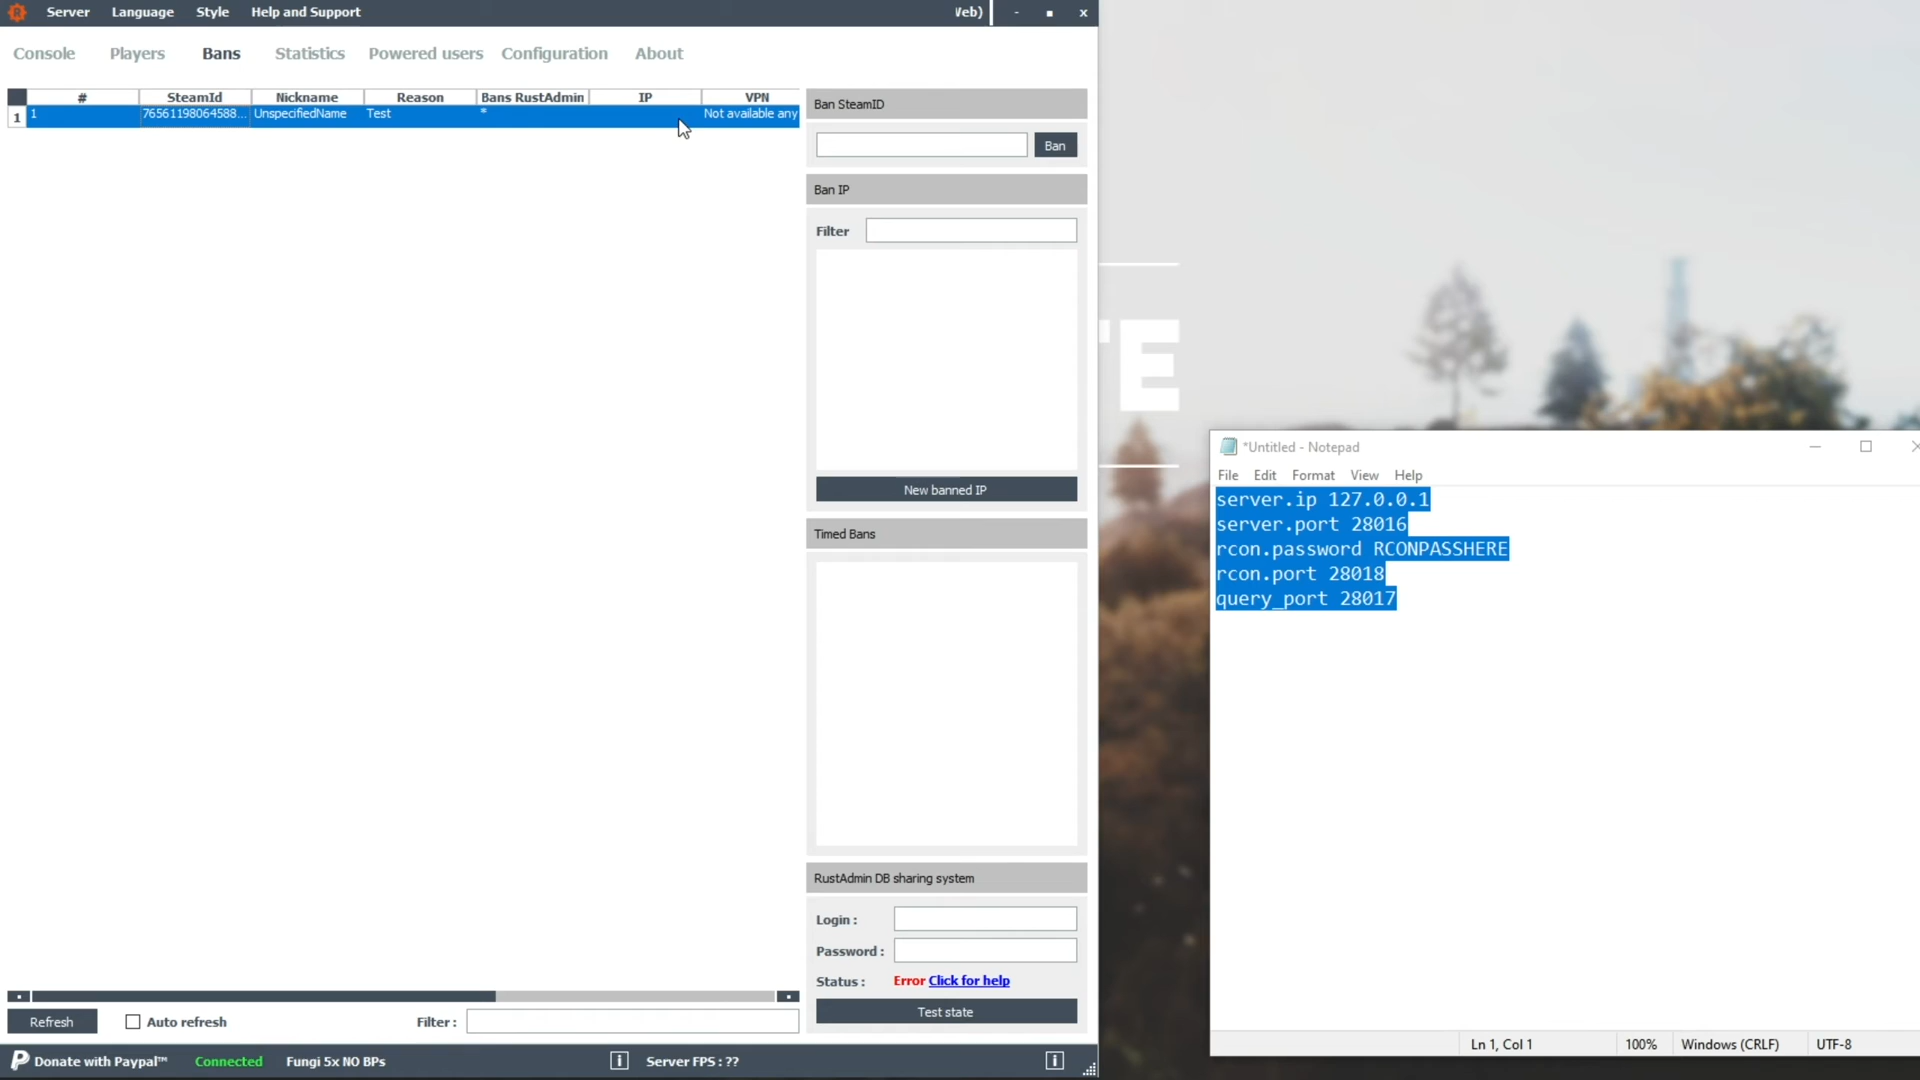 Server Language Style Help and Support
Console Players Bans Statistics Powered users Configuration About
# SteamId Nickname Reason Bans RustAdmin IP VPN
1 1 76561198064588... UnspecifiedName Test * Not available any
Ban SteamID
Ban
Ban IP
Filter
New banned IP
Timed Bans
RustAdmin DB sharing system
Login :
Password :
Status : Error Click for help
Test state
Refresh Auto refresh Filter :
Donate with Paypal™ Connected Fungi 5x NO BPs Server FPS : ??
*Untitled - Notepad
File Edit Format View Help
server.ip 127.0.0.1
server.port 28016
rcon.password RCONPASSHERE
rcon.port 28018
query_port 28017
Ln 1, Col 1 100% Windows (CRLF) UTF-8